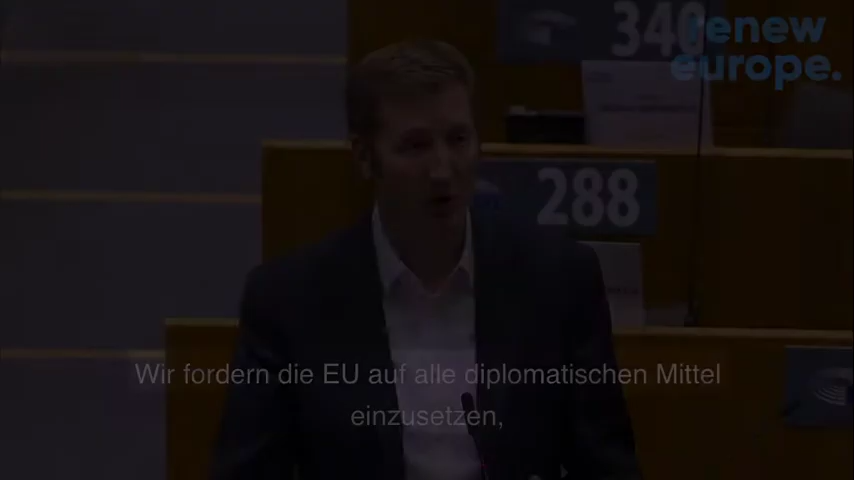 340
renew
europe.
288
Wir fordern die EU auf alle diplomatischen Mittel
einzusetzen,